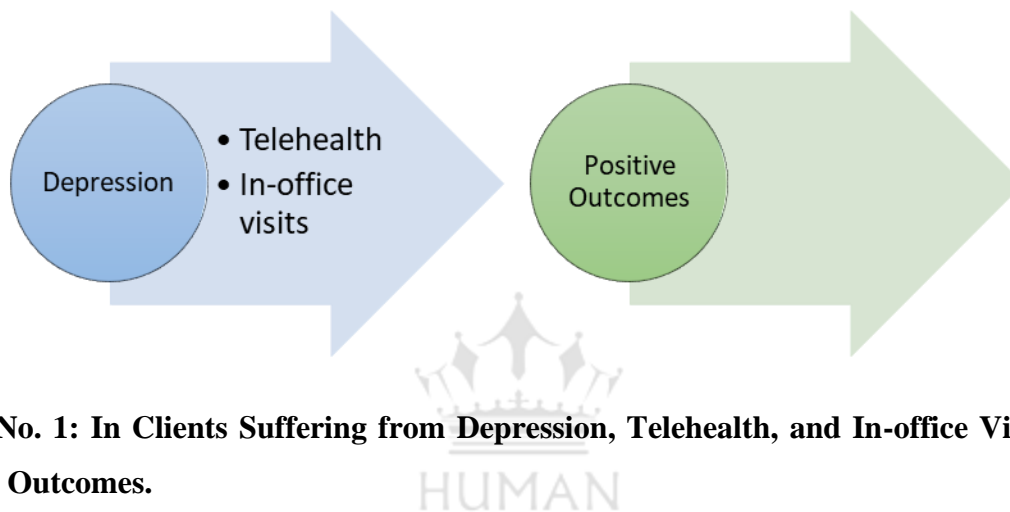 Depression
• Telehealth
• In-office
visits
Positive
Outcomes
No. 1: In Clients Suffering from Depression, Telehealth, and In-office Vi
Outcomes.
HUMAN